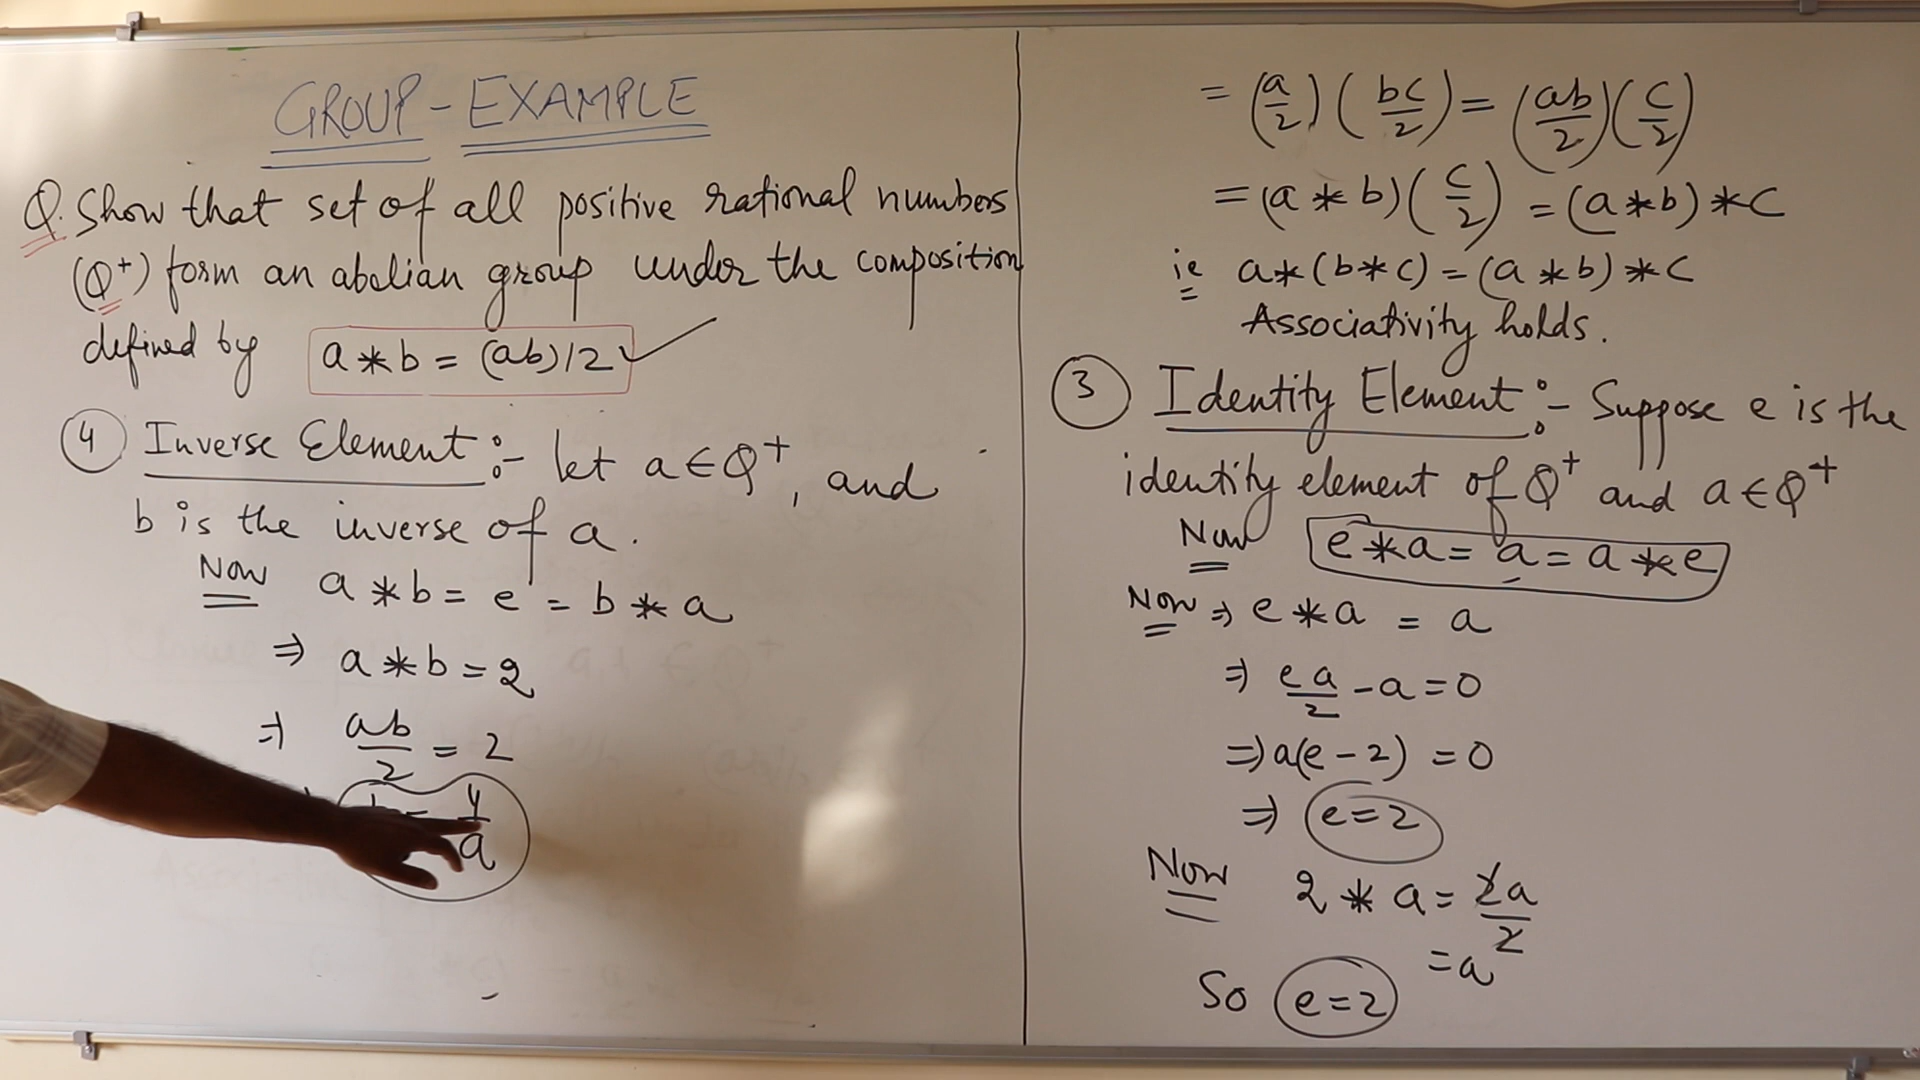 GROUP - EXAMPLE
Q. Show that set of all positive rational numbers
(Q⁺) form an abelian group under the composition
defined by a * b = (ab)/2 ✓
④ Inverse Element :- Let a ∈ Q⁺, and
b is the inverse of a.
Now a * b = e = b * a
⇒ a * b = 2
⇒ ab/2 = 2
= 4/a
= (a/2) (bc/2) = (ab/2) (c/2)
= (a * b) (c/2) = (a * b) * c
ie a * (b * c) = (a * b) * c
Associativity holds.
③ Identity Element :- Suppose e is the
identity element of Q⁺ and a ∈ Q⁺
Now e * a = a = a * e
Now ⇒ e * a = a
⇒ ea/2 - a = 0
⇒ a(e - 2) = 0
⇒ e = 2
Now 2 * a = 2a/2
= a
So e = 2